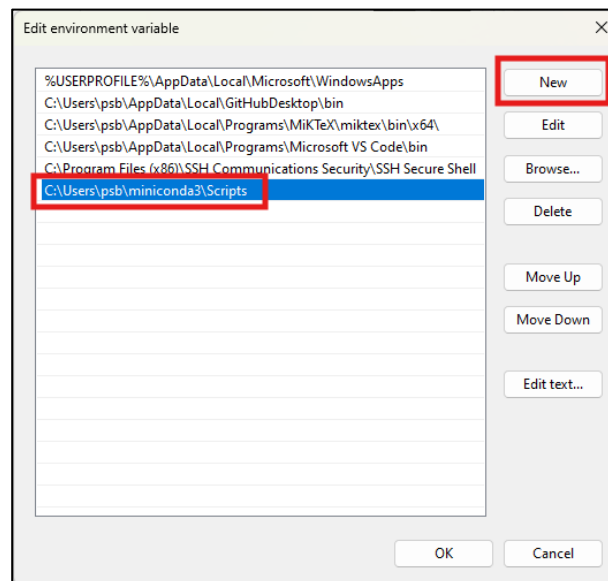 Edit environment variable
%USERPROFILE%\AppData\Local\Microsoft\WindowsApps
C:\Users\psb\AppData\Local\GitHubDesktop\bin
C:\Users\psb\AppData\Local\Programs\MiKTeX\miktex\bin\x64\
C:\Users\psb\AppData\Local\Programs\Microsoft VS Code\bin
C:\Program Files (x86)\SSH Communications Security\SSH Secure Shell
C:\Users\psb\miniconda3\Scripts
New
Edit
Browse...
Delete
Move Up
Move Down
Edit text...
OK
Cancel